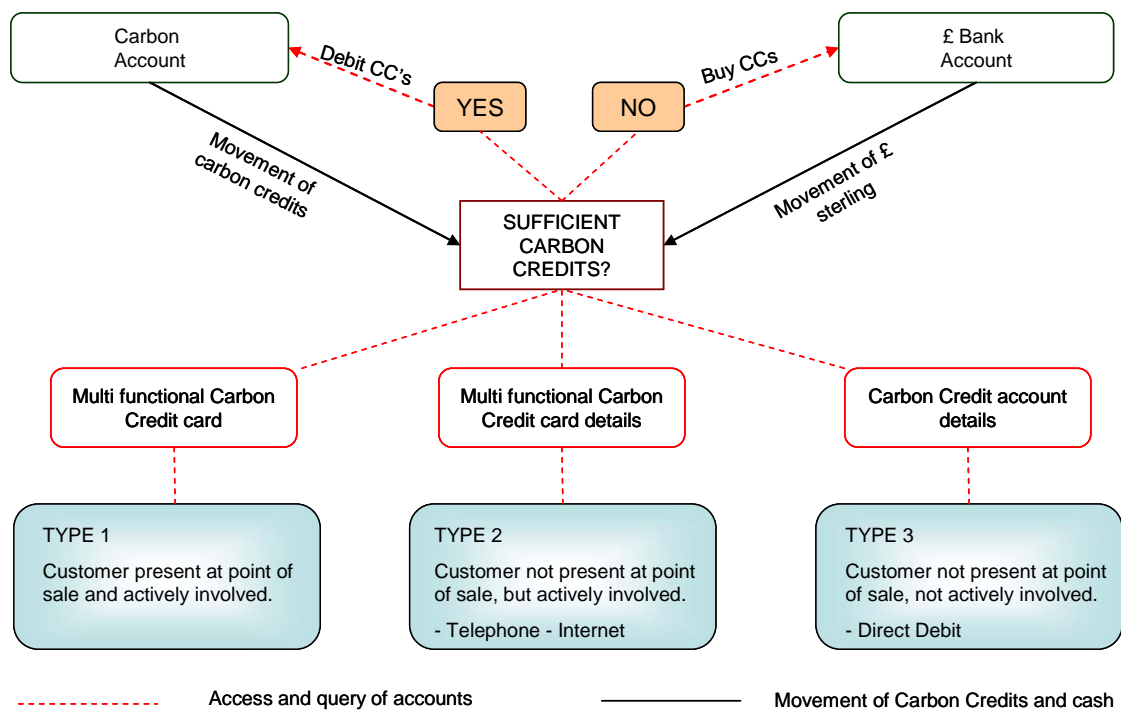 Carbon
Account
£ Bank
Account
Debit CC's
Buy CCs
YES
NO
Movement of
carbon credits
Movement of £
sterling
SUFFICIENT
CARBON
CREDITS?
Multi functional Carbon
Credit card
Multi functional Carbon
Credit card details
Carbon Credit account
details
TYPE 1
Customer present at point of
sale and actively involved.
TYPE 2
Customer not present at point
of sale, but actively involved.
- Telephone - Internet
TYPE 3
Customer not present at point
of sale, not actively involved.
- Direct Debit
Access and query of accounts
Movement of Carbon Credits and cash